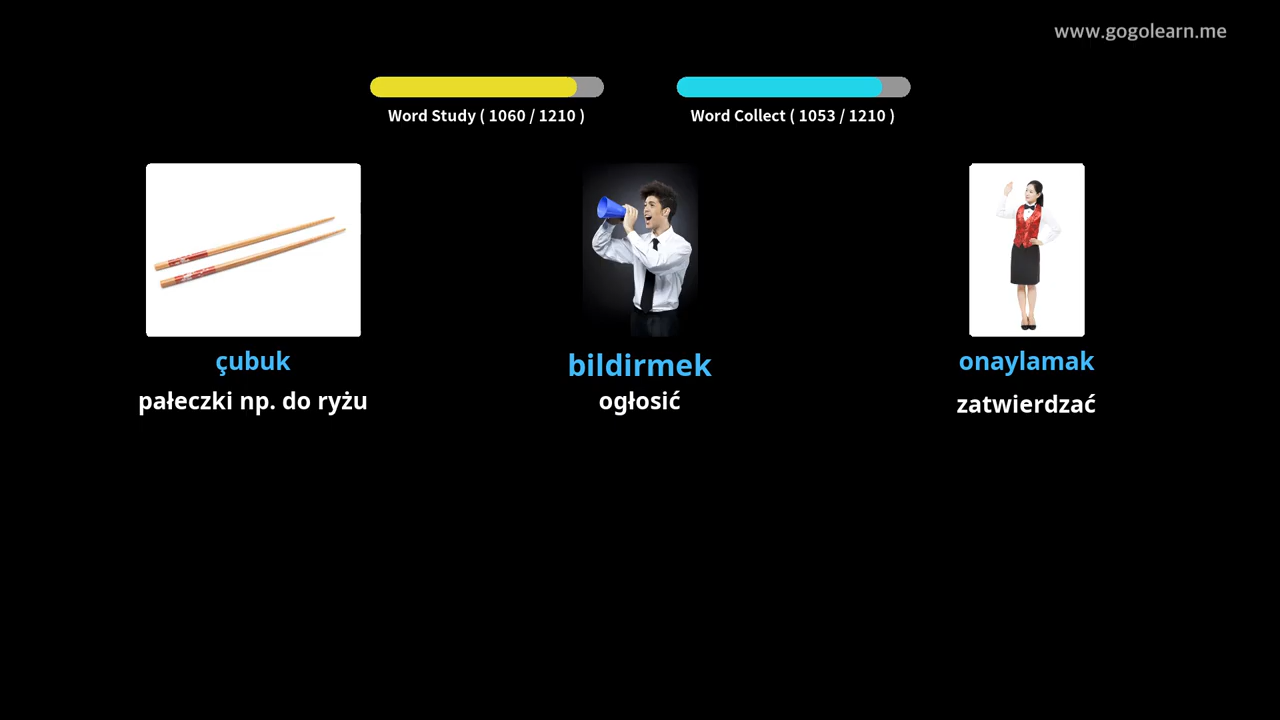 www.gogolearn.me
Word Study ( 1060 / 1210 )
Word Collect ( 1053 / 1210 )
çubuk
bildirmek
onaylamak
pałeczki np. do ryżu
ogłosić
zatwierdzać